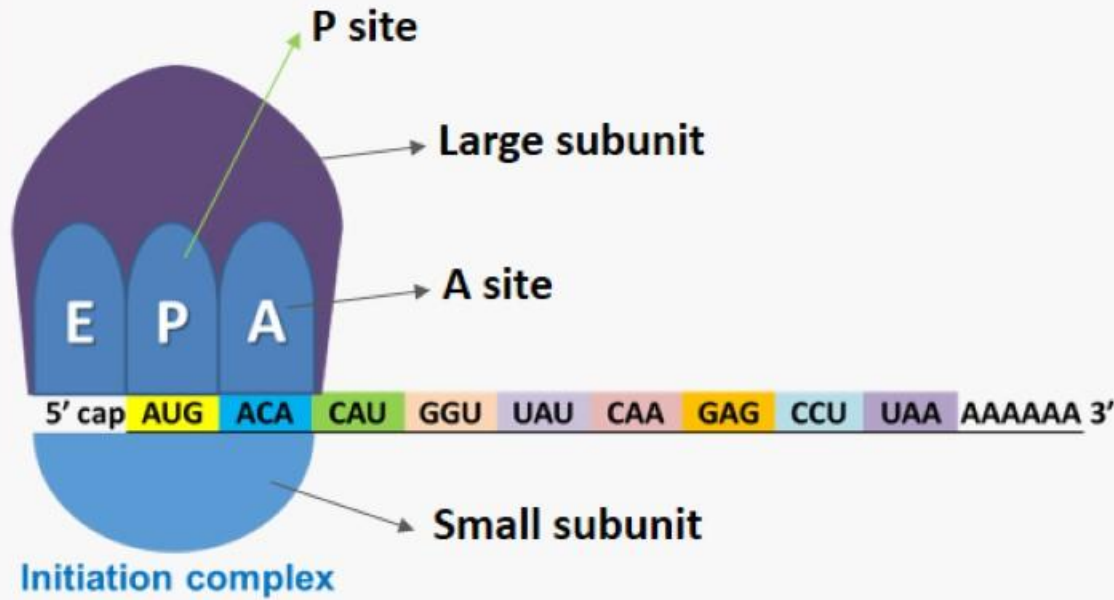 P site
Large subunit
A site
E P A
5' cap AUG ACA CAU GGU UAU CAA GAG CCU UAA AAAAAA 3'
Small subunit
Initiation complex